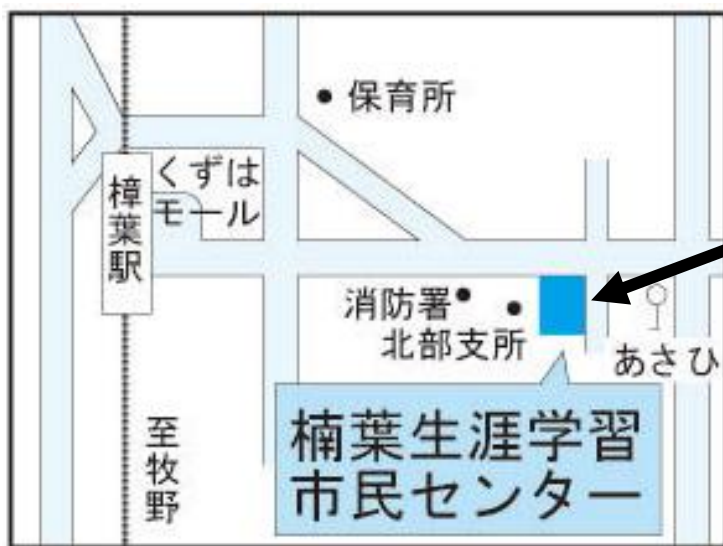 保育所
くずは
モール
樟葉駅
消防署
北部支所
あさひ
楠葉生涯学習
市民センター
至牧野